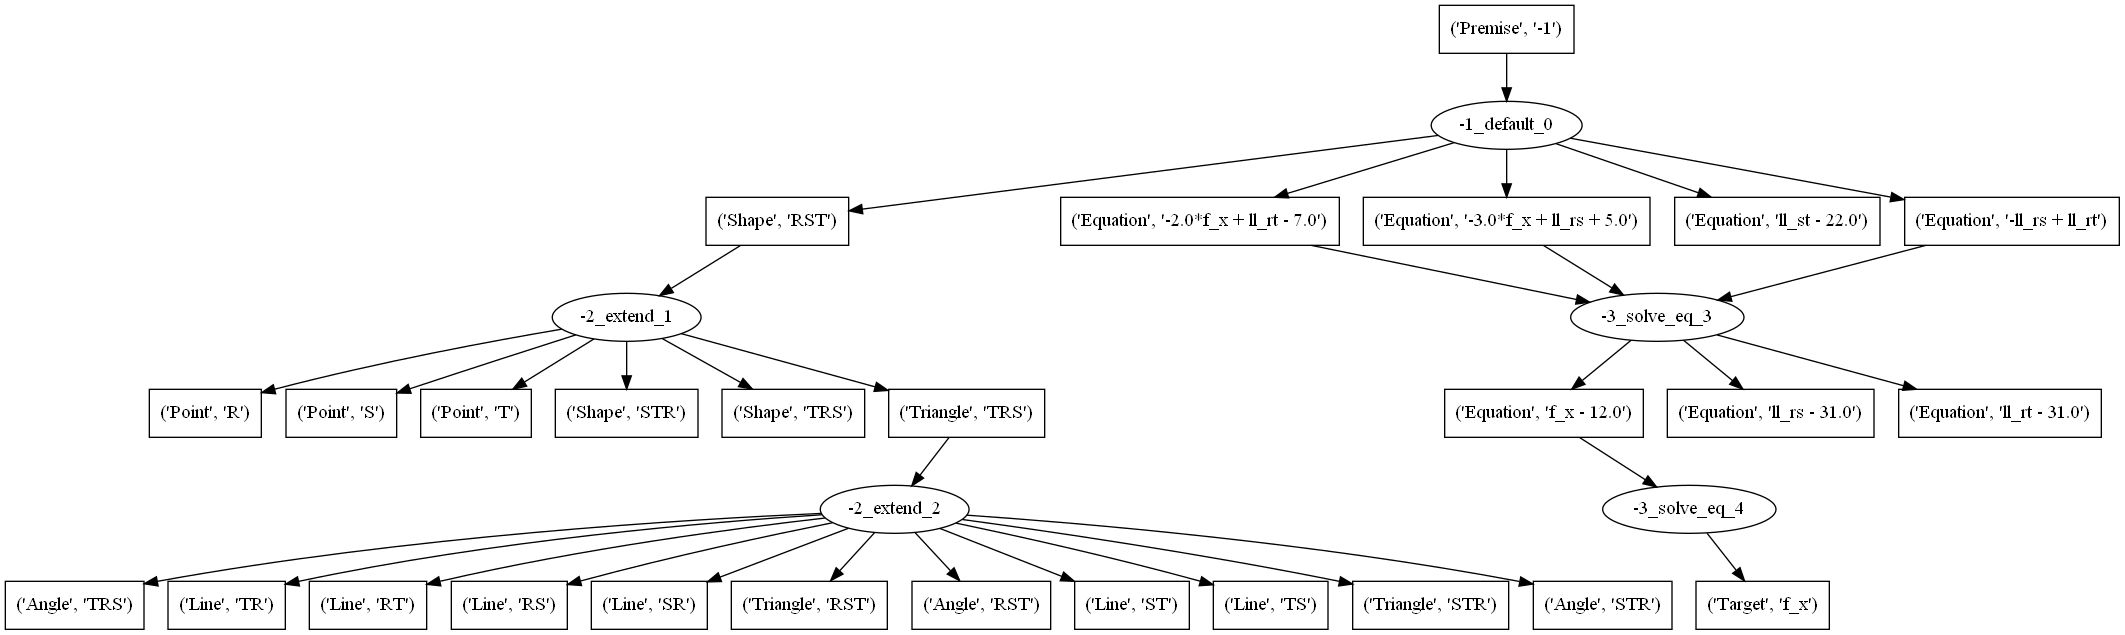 ('Premise', '-1')
-1_default_0
('Shape', 'RST')
('Equation', '-2.0*f_x + ll_rt - 7.0')
('Equation', '-3.0*f_x + ll_rs + 5.0')
('Equation', 'll_st - 22.0')
('Equation', '-ll_rs + ll_rt')
-2_extend_1
-3_solve_eq_3
('Point', 'R')
('Point', 'S')
('Point', 'T')
('Shape', 'STR')
('Shape', 'TRS')
('Triangle', 'TRS')
('Equation', 'f_x - 12.0')
('Equation', 'll_rs - 31.0')
('Equation', 'll_rt - 31.0')
-2_extend_2
-3_solve_eq_4
('Angle', 'TRS')
('Line', 'TR')
('Line', 'RT')
('Line', 'RS')
('Line', 'SR')
('Triangle', 'RST')
('Angle', 'RST')
('Line', 'ST')
('Line', 'TS')
('Triangle', 'STR')
('Angle', 'STR')
('Target', 'f_x')